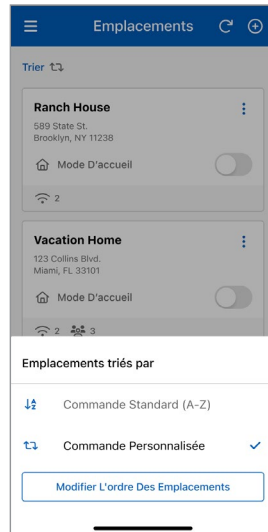 Emplacements
Trier
Ranch House
589 State St.
Brooklyn, NY 11238
Mode D'accueil
2
Vacation Home
123 Collins Blvd.
Miami, FL 33101
Mode D'accueil
2 3
Emplacements triés par
Commande Standard (A-Z)
Commande Personnalisée
Modifier L'ordre Des Emplacements